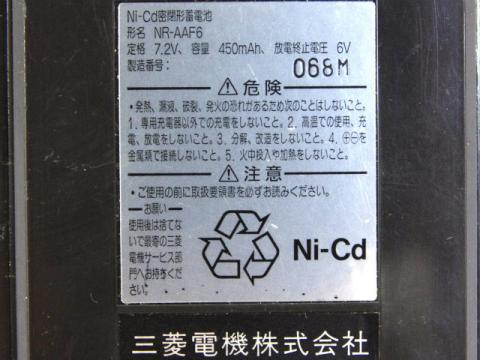 Ni-Cd密閉形蓄電池
形名 NR-AAF6
定格 7.2V、容量 450mAh、放電終止電圧 6V
製造番号: 068M
⚠危険
・発熱、漏液、破裂、発火の恐れがあるため次のことはしないこと。
1.専用充電器以外での充電をしないこと。2.高温での使用、充
電、放電をしないこと。3.分解、改造をしないこと。4.⊕⊖を
金属類で接続しないこと。5.火中投入や加熱をしないこと。
⚠注意
・ご使用の前に取扱要領書を必ずお読みください。
お願い
使用後は捨てな
いで最寄の三菱
電機サービス部
門へお持ちくだ
さい。
Ni-Cd
三菱電機株式会社